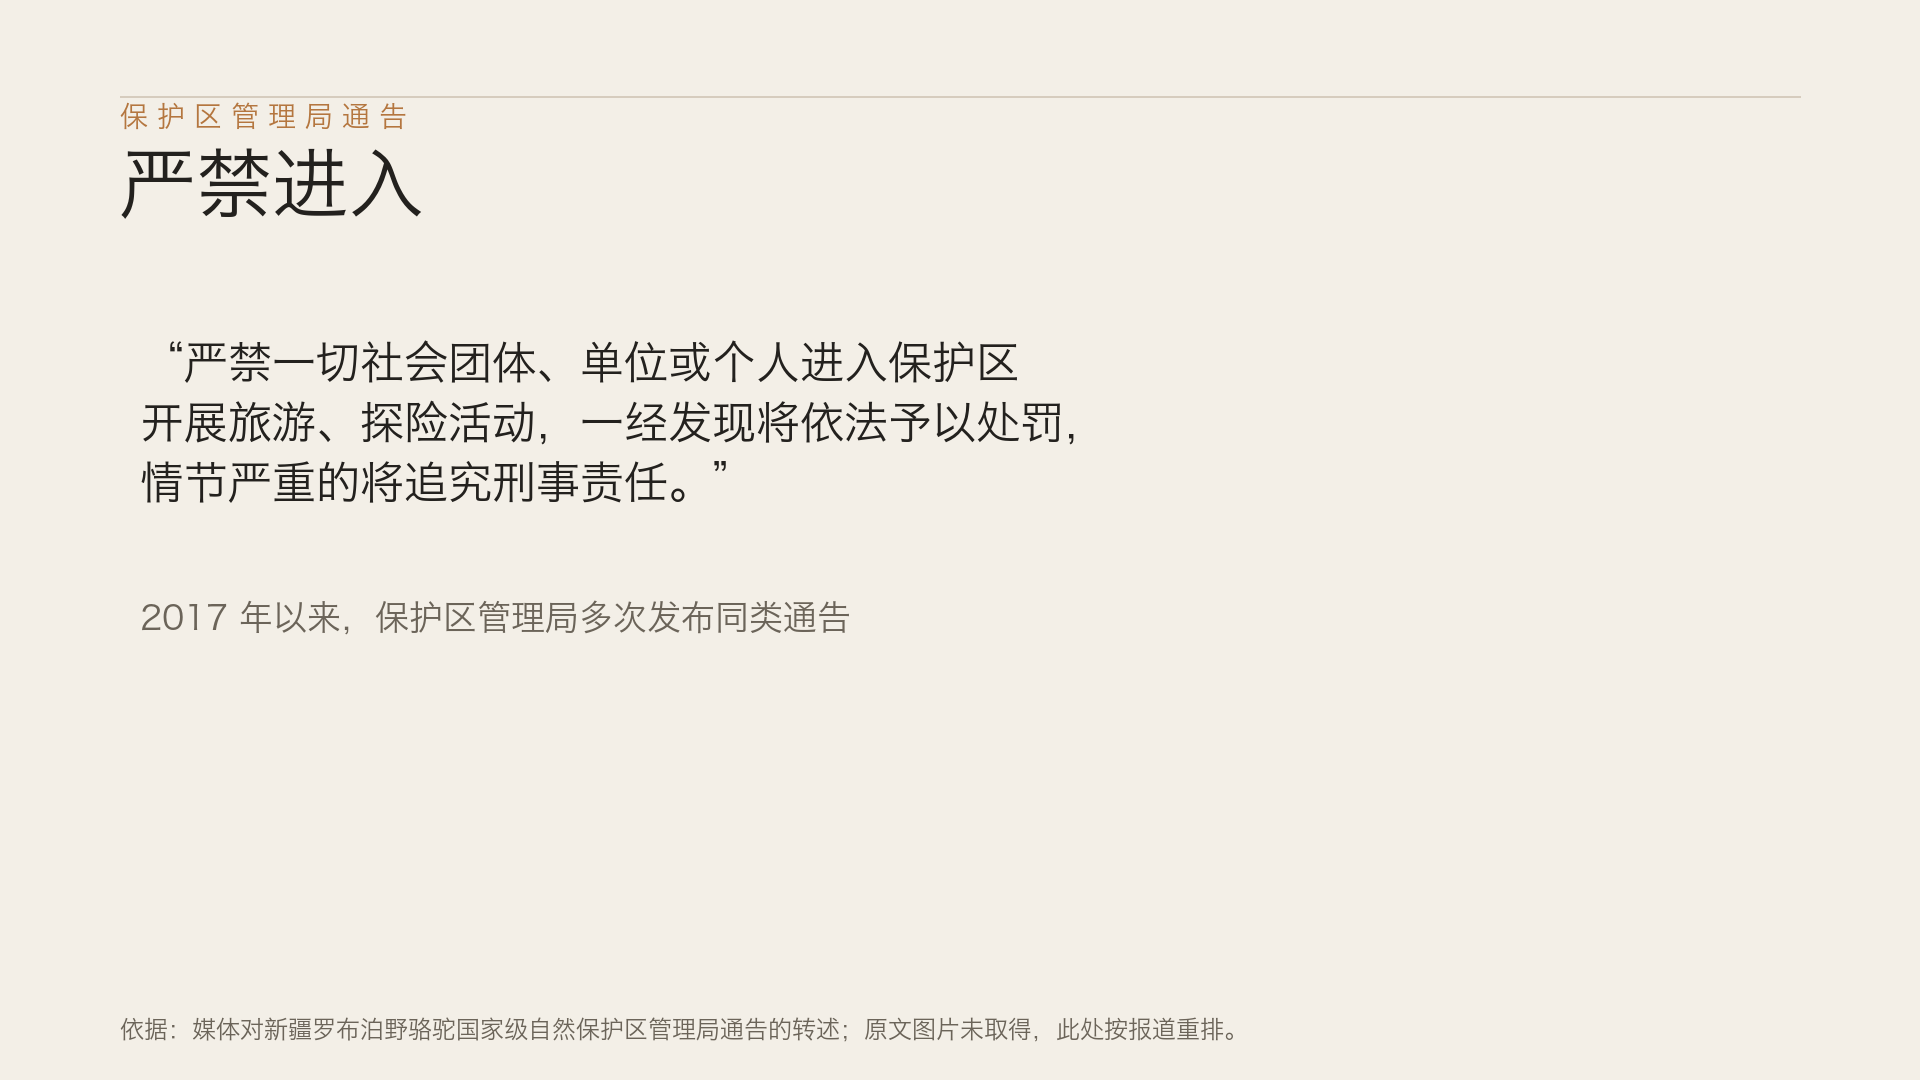 保护区管理局通告
严禁进入
“严禁一切社会团体、单位或个人进入保护区
开展旅游、探险活动，一经发现将依法予以处罚，
情节严重的将追究刑事责任。”
2017 年以来，保护区管理局多次发布同类通告
依据：媒体对新疆罗布泊野骆驼国家级自然保护区管理局通告的转述；原文图片未取得，此处按报道重排。